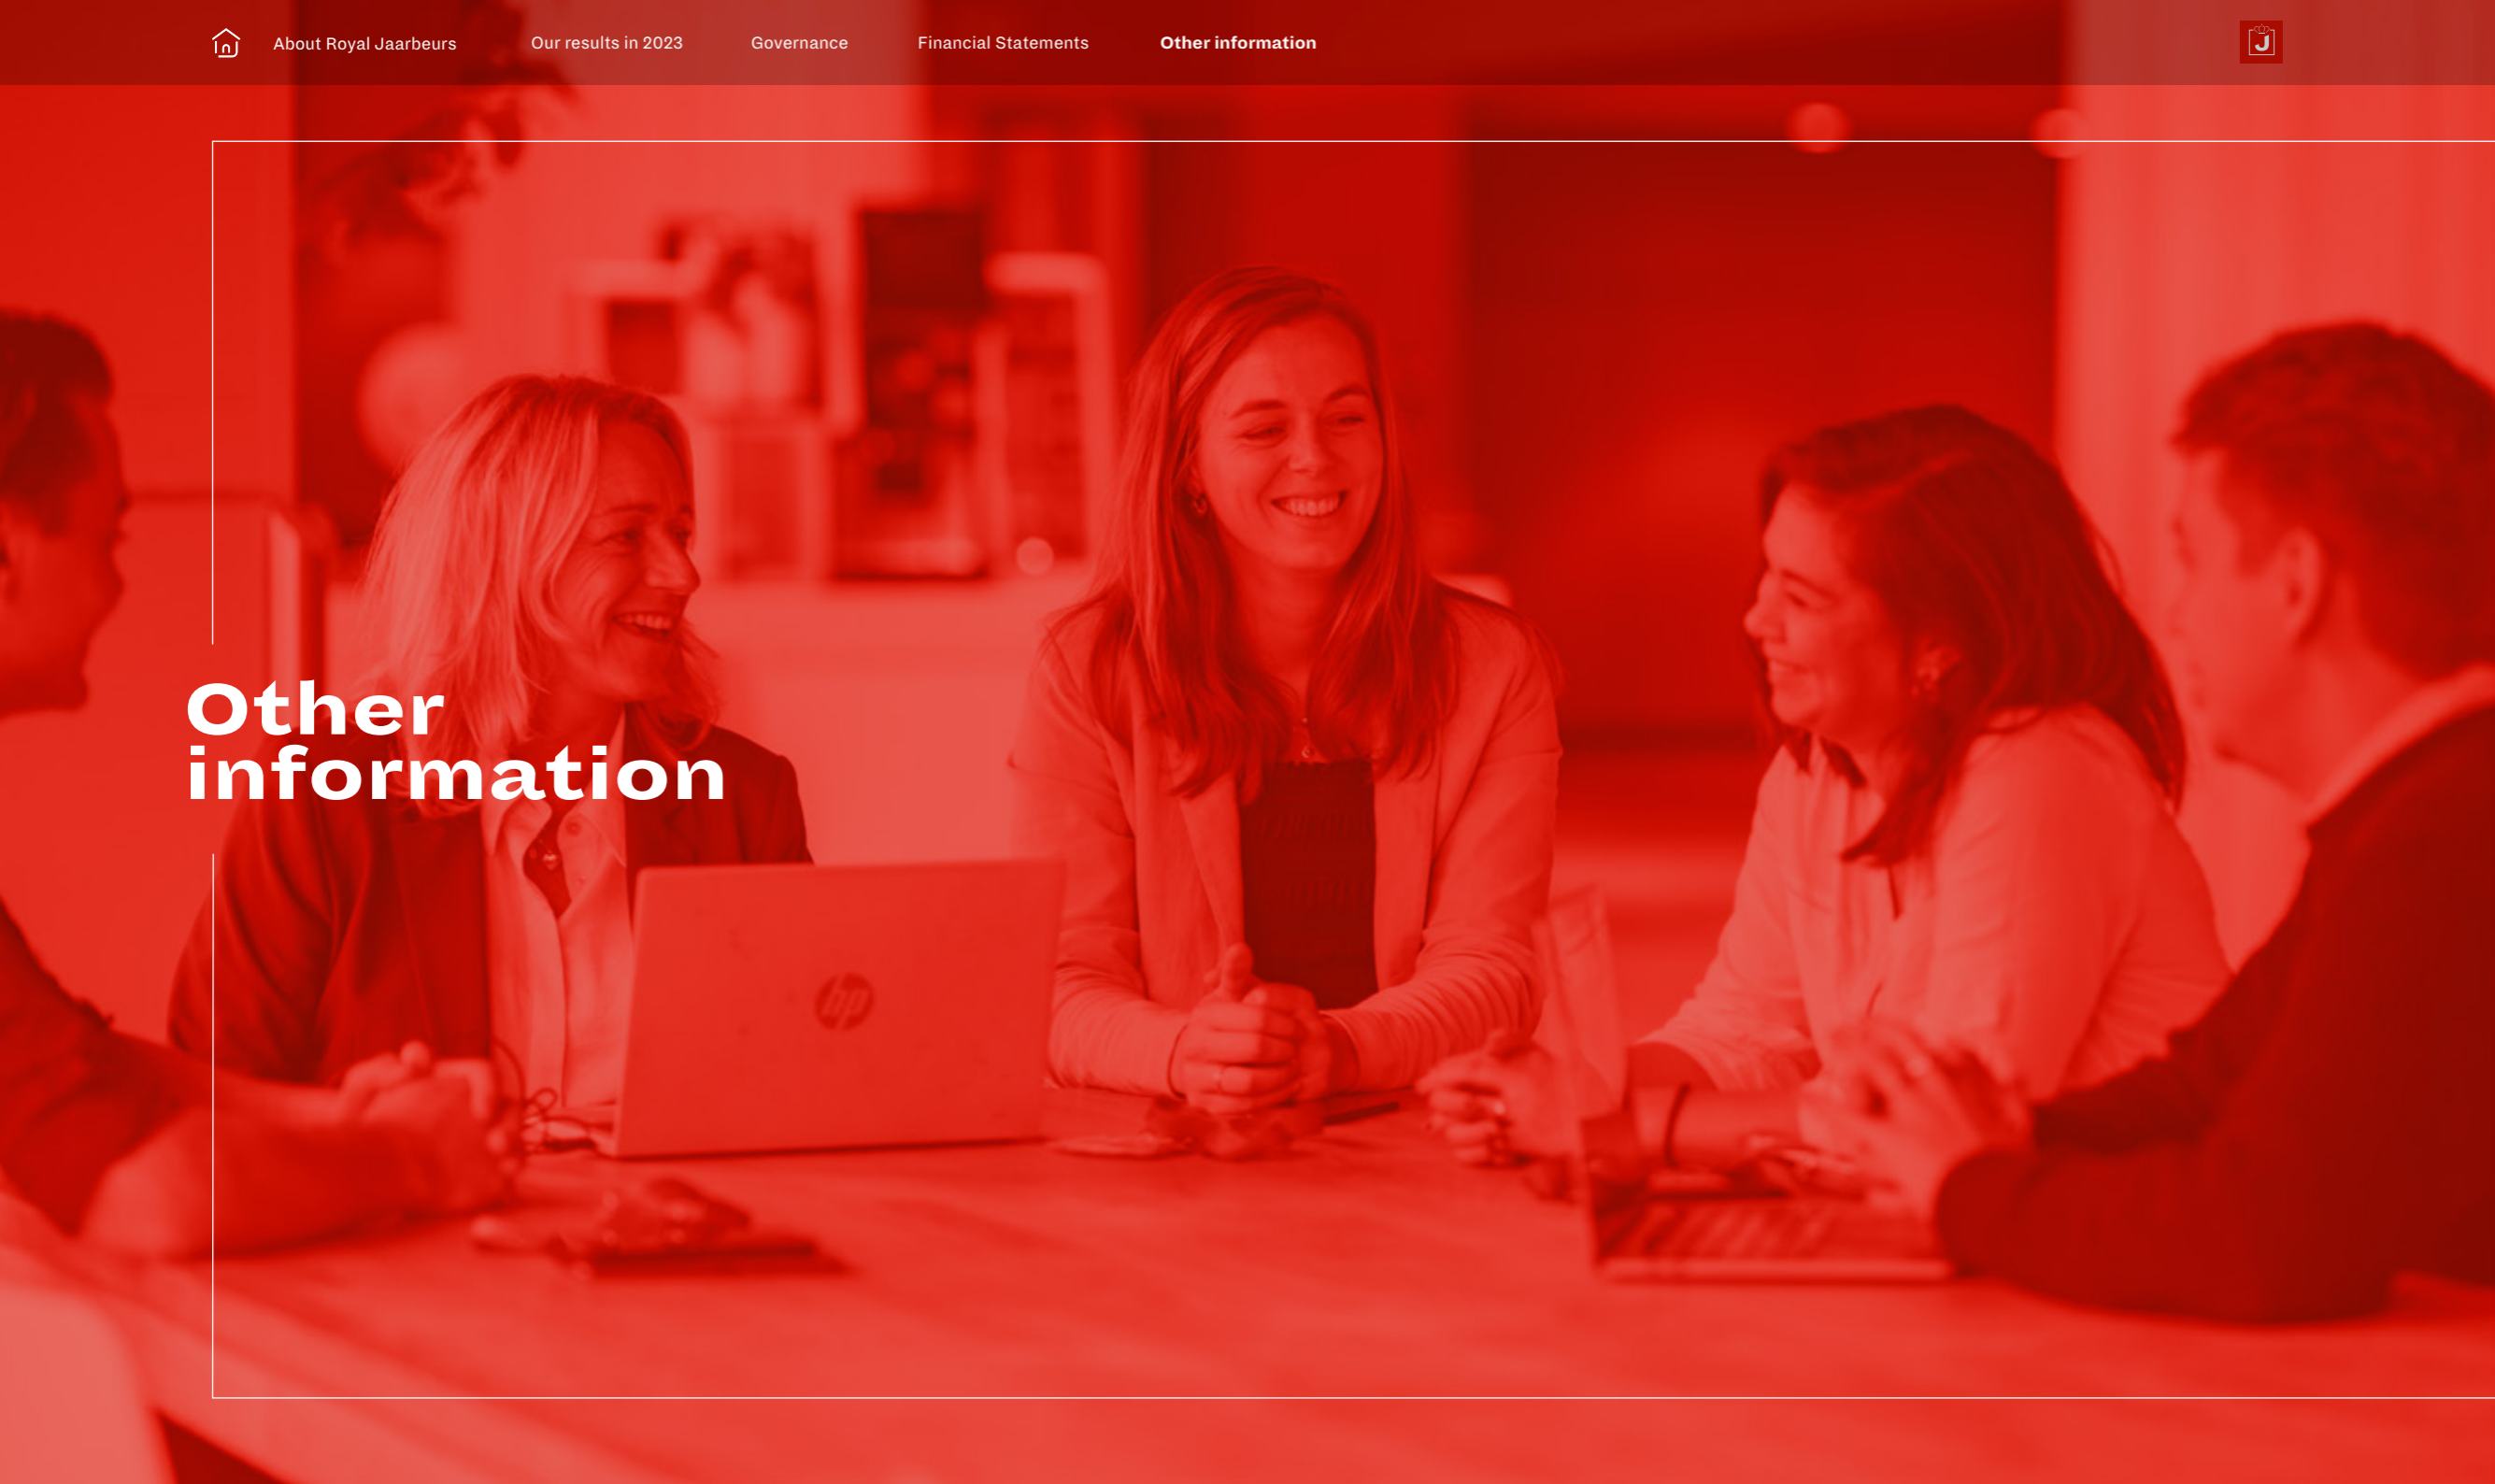 About Royal Jaarbeurs
Our results in 2023
Governance
Financial Statements
Other information
J
Other
information
hp